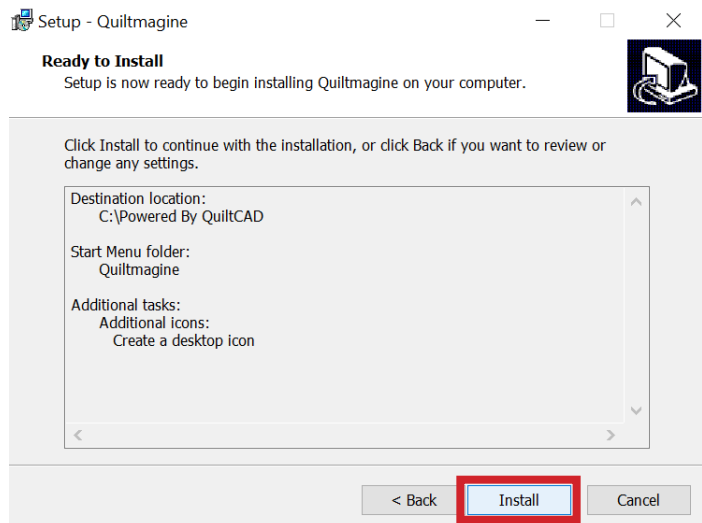 Setup - Quiltmagine
Ready to Install
Setup is now ready to begin installing Quiltmagine on your computer.
Click Install to continue with the installation, or click Back if you want to review or
change any settings.
Destination location:
C:\Powered By QuiltCAD
Start Menu folder:
Quiltmagine
Additional tasks:
Additional icons:
Create a desktop icon
< Back
Install
Cancel